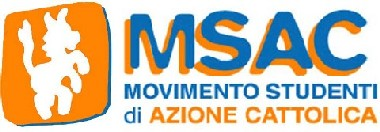 MSAC
MOVIMENTO STUDENTI
di AZIONE CATTOLICA